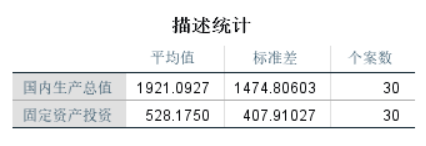 描述统计
平均值 标准差 个案数
国内生产总值 1921.0927 1474.80603 30
固定资产投资 528.1750 407.91027 30